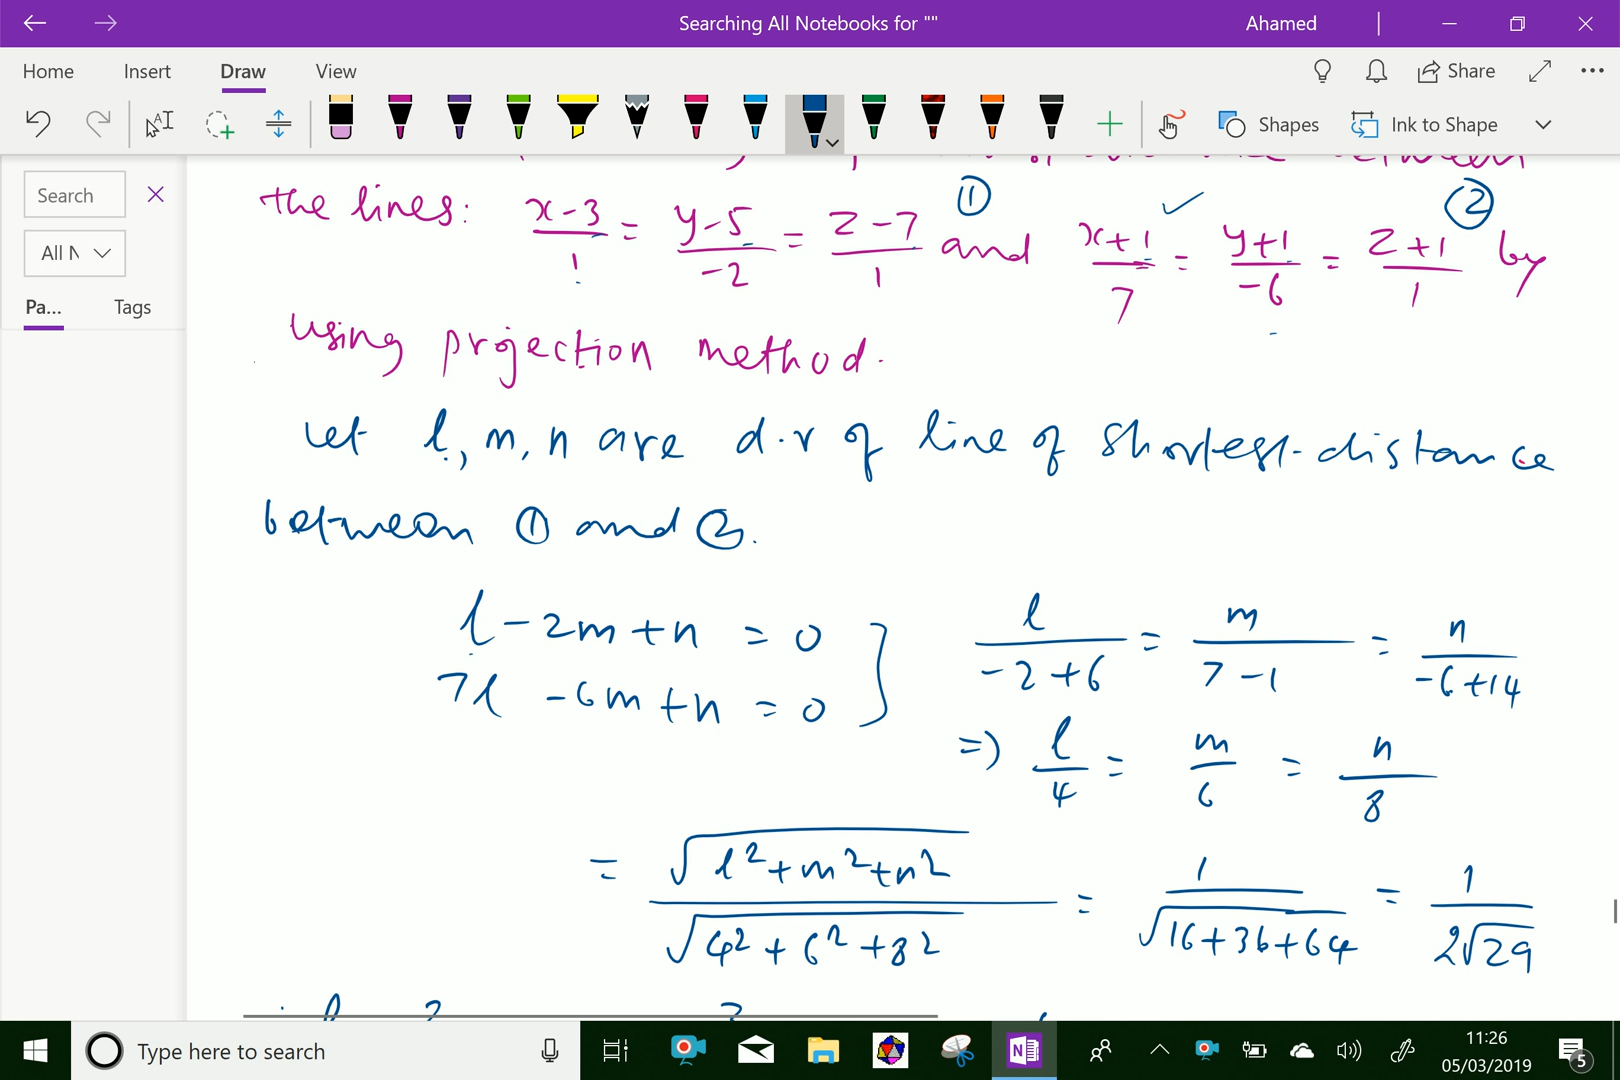 Searching All Notebooks for ""
Ahamed
Home Insert Draw View
Share
Shapes
Ink to Shape
Search
All N
Pa... Tags
between
the lines: x-3/1 = y-5/-2 = z-7/1 ① and x+1/7 = y+1/-6 = z+1/1 ② by
using projection method.
Let l, m, n are d.r of line of shortest distance
between ① and ②.
l - 2m + n = 0
7l - 6m + n = 0
l/-2+6 = m/7-1 = n/-6+14
=> l/4 = m/6 = n/8
= √l²+m²+n²/√4²+6²+8² = 1/√16+36+64 = 1/2√29
Type here to search
11:26
05/03/2019
5